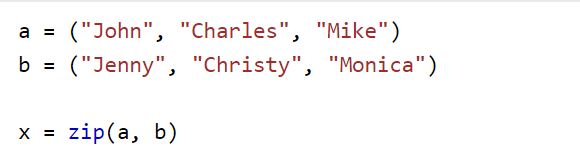 a = ("John", "Charles", "Mike")
b = ("Jenny", "Christy", "Monica")
x = zip(a, b)